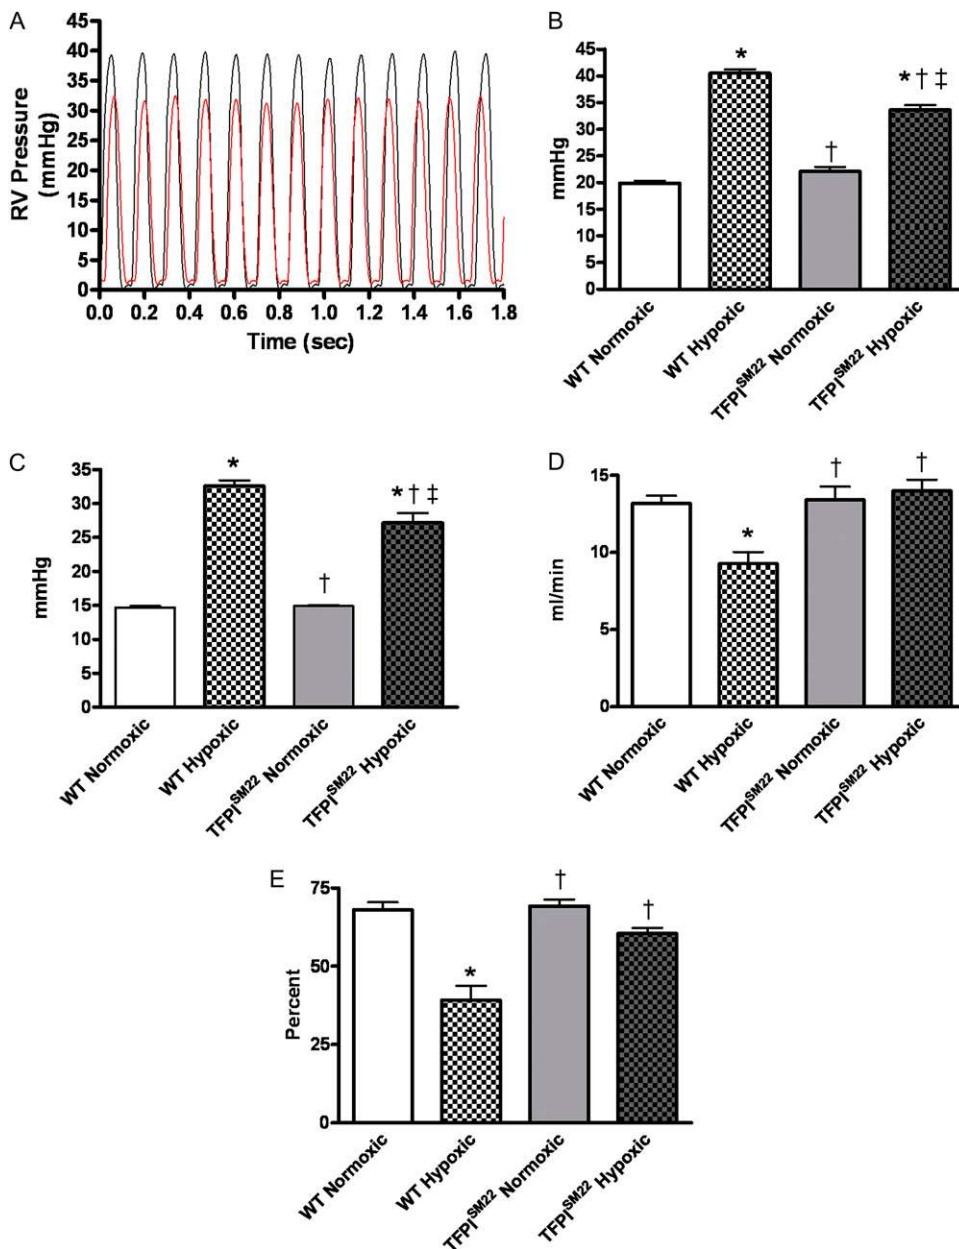 A
RV Pressure
(mmHg)
45
40
35
30
25
20
15
10
5
0
0.0 0.2 0.4 0.6 0.8 1.0 1.2 1.4 1.6 1.8
Time (sec)
B
mmHg
45
40
35
30
25
20
15
10
5
0
*
†
*†‡
WT Normoxic
WT Hypoxic
TFPI^SM22 Normoxic
TFPI^SM22 Hypoxic
C
mmHg
35
30
25
20
15
10
5
0
*
†
*†‡
WT Normoxic
WT Hypoxic
TFPI^SM22 Normoxic
TFPI^SM22 Hypoxic
D
ml/min
15
10
5
0
*
†
†
WT Normoxic
WT Hypoxic
TFPI^SM22 Normoxic
TFPI^SM22 Hypoxic
E
Percent
75
50
25
0
*
†
†
WT Normoxic
WT Hypoxic
TFPI^SM22 Normoxic
TFPI^SM22 Hypoxic